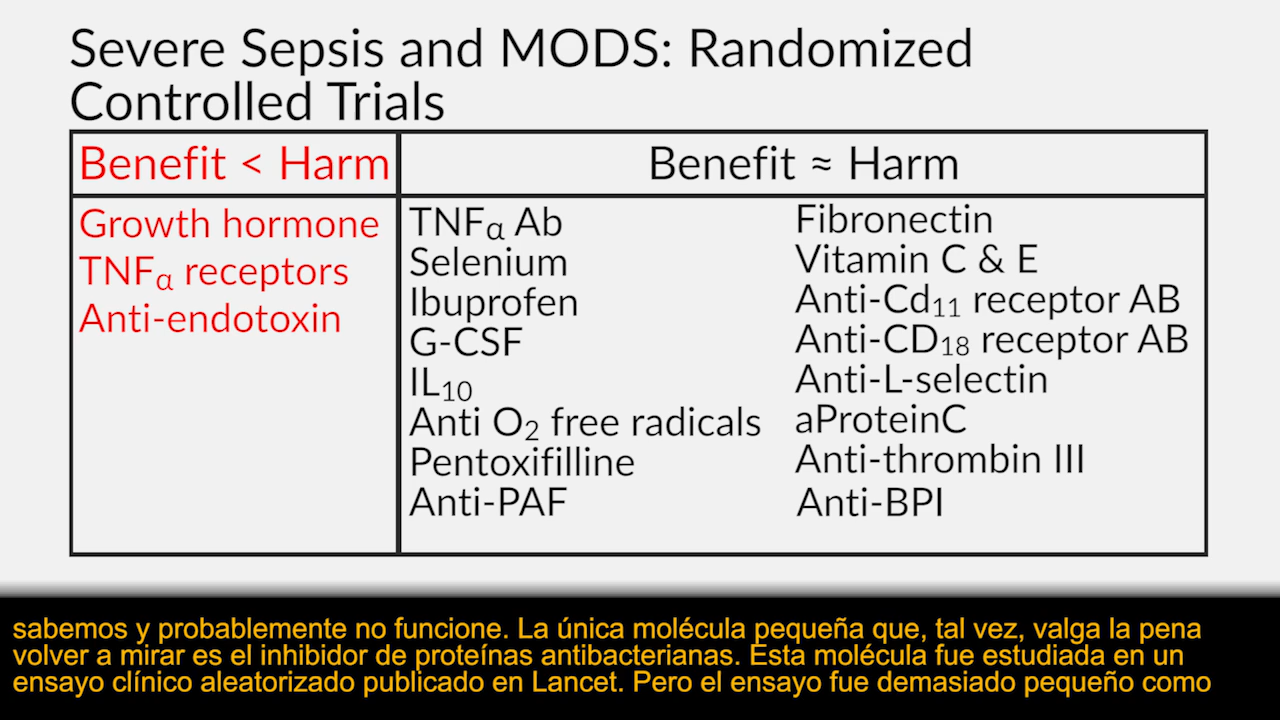 Severe Sepsis and MODS: Randomized
Controlled Trials
Benefit < Harm
Benefit ≈ Harm
Growth hormone
TNFα receptors
Anti-endotoxin
TNFα Ab
Selenium
Ibuprofen
G-CSF
IL10
Anti O2 free radicals
Pentoxifilline
Anti-PAF
Fibronectin
Vitamin C & E
Anti-Cd11 receptor AB
Anti-CD18 receptor AB
Anti-L-selectin
aProteinC
Anti-thrombin III
Anti-BPI
sabemos y probablemente no funcione. La única molécula pequeña que, tal vez, valga la pena
volver a mirar es el inhibidor de proteínas antibacterianas. Esta molécula fue estudiada en un
ensayo clínico aleatorizado publicado en Lancet. Pero el ensayo fue demasiado pequeño como